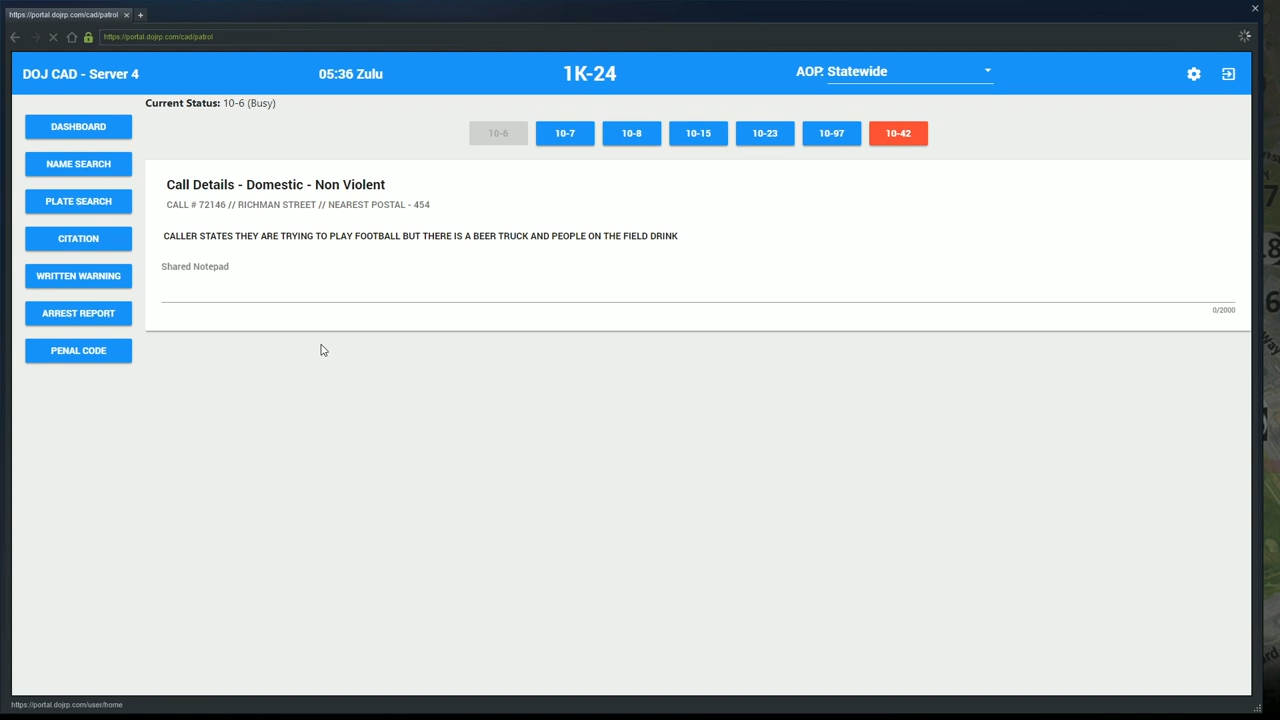 https://portal.dojrp.com/cad/patrol
https://portal.dojrp.com/cad/patrol
DOJ CAD - Server 4
05:36 Zulu
1K-24
AOP: Statewide
Current Status: 10-6 (Busy)
10-6
10-7
10-8
10-15
10-23
10-97
10-42
DASHBOARD
NAME SEARCH
PLATE SEARCH
CITATION
WRITTEN WARNING
ARREST REPORT
PENAL CODE
Call Details - Domestic - Non Violent
CALL # 72146 // RICHMAN STREET // NEAREST POSTAL - 454
CALLER STATES THEY ARE TRYING TO PLAY FOOTBALL BUT THERE IS A BEER TRUCK AND PEOPLE ON THE FIELD DRINK
Shared Notepad
0/2000
https://portal.dojrp.com/user/home